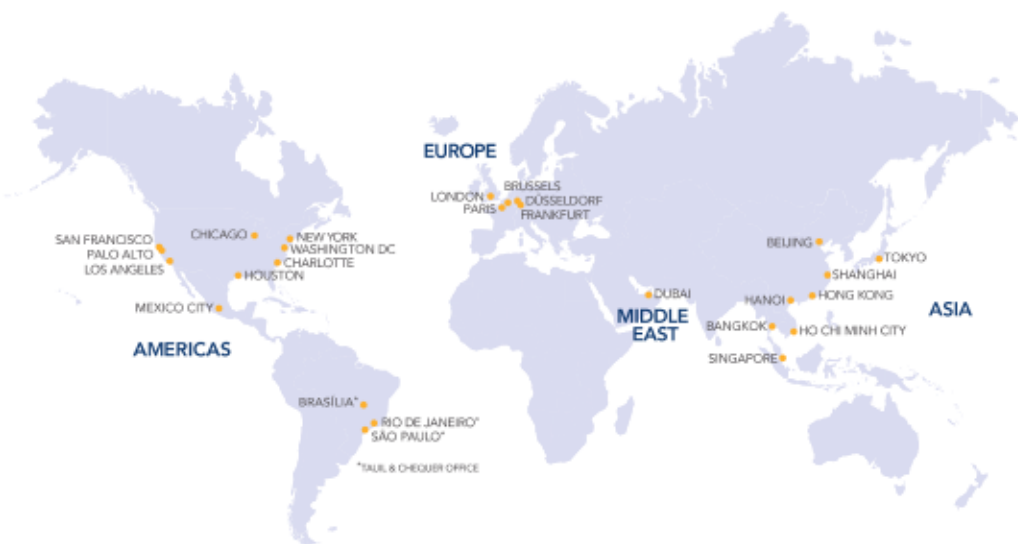 EUROPE
BRUSSELS
LONDON
DÜSSELDORF
PARIS
FRANKFURT
SAN FRANCISCO
CHICAGO
NEW YORK
PALO ALTO
WASHINGTON DC
LOS ANGELES
CHARLOTTE
HOUSTON
MEXICO CITY
AMERICAS
BRASÍLIA*
RIO DE JANEIRO*
SÃO PAULO*
*TAUIL & CHEQUER OFFICE
DUBAI
MIDDLE
EAST
BEIJING
TOKYO
SHANGHAI
HANOI
HONG KONG
ASIA
BANGKOK
HO CHI MINH CITY
SINGAPORE